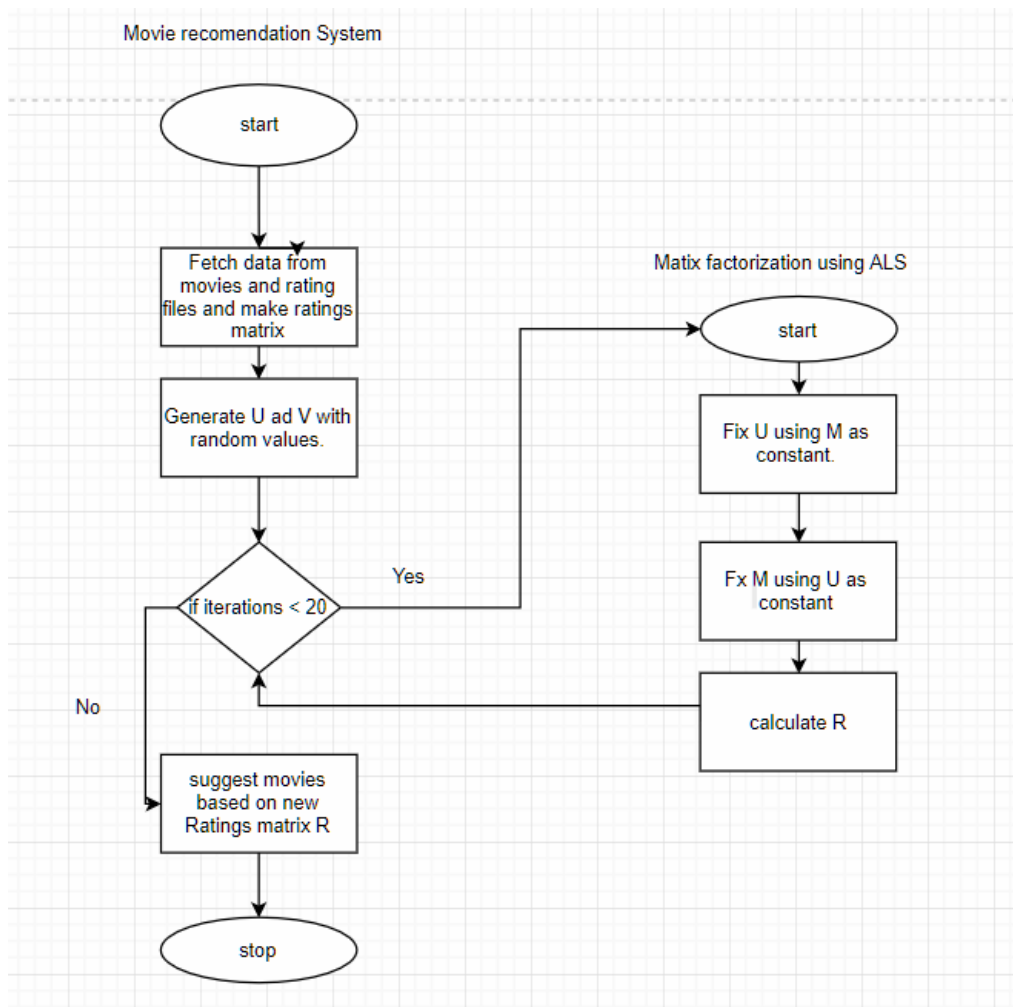 Movie recomendation System
start
Fetch data from
movies and rating
files and make ratings
matrix
Generate U ad V with
random values.
if iterations < 20
Yes
No
suggest movies
based on new
Ratings matrix R
stop
Matix factorization using ALS
start
Fix U using M as
constant.
Fx M using U as
constant
calculate R